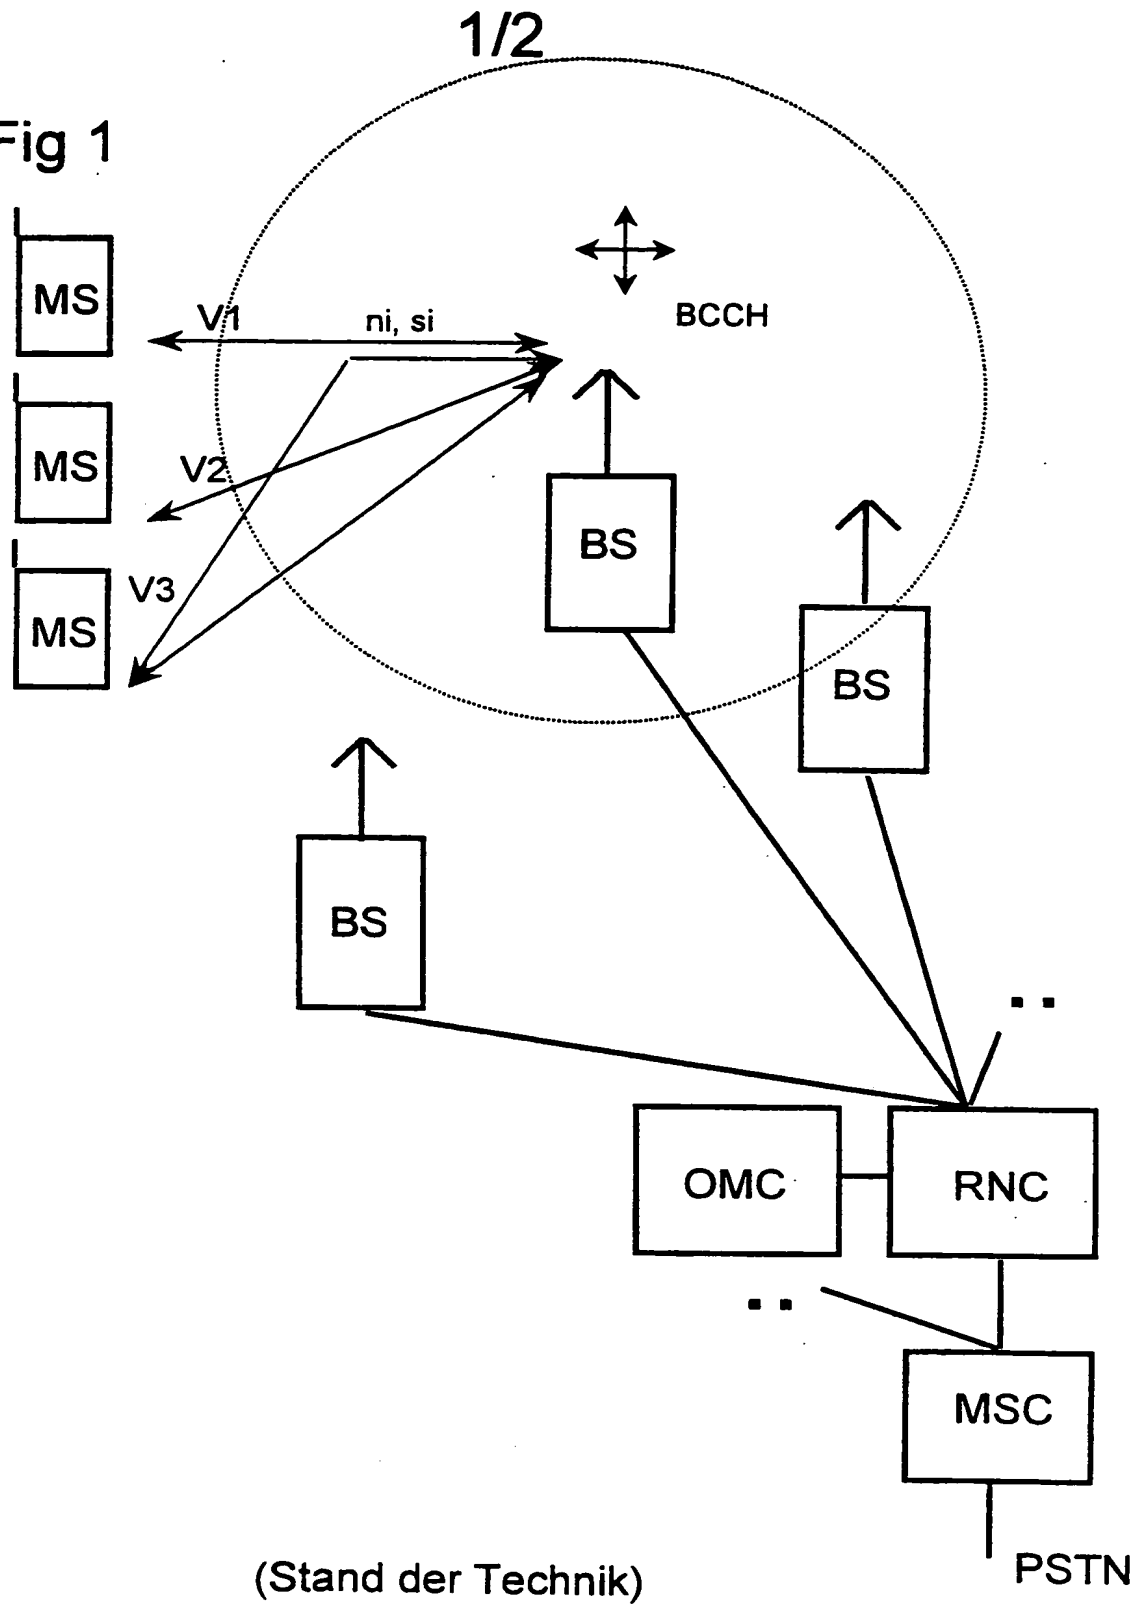 1/2
Fig 1
MS
V1
ni, si
BCCH
MS
V2
BS
V3
MS
BS
BS
OMC
RNC
MSC
PSTN
(Stand der Technik)